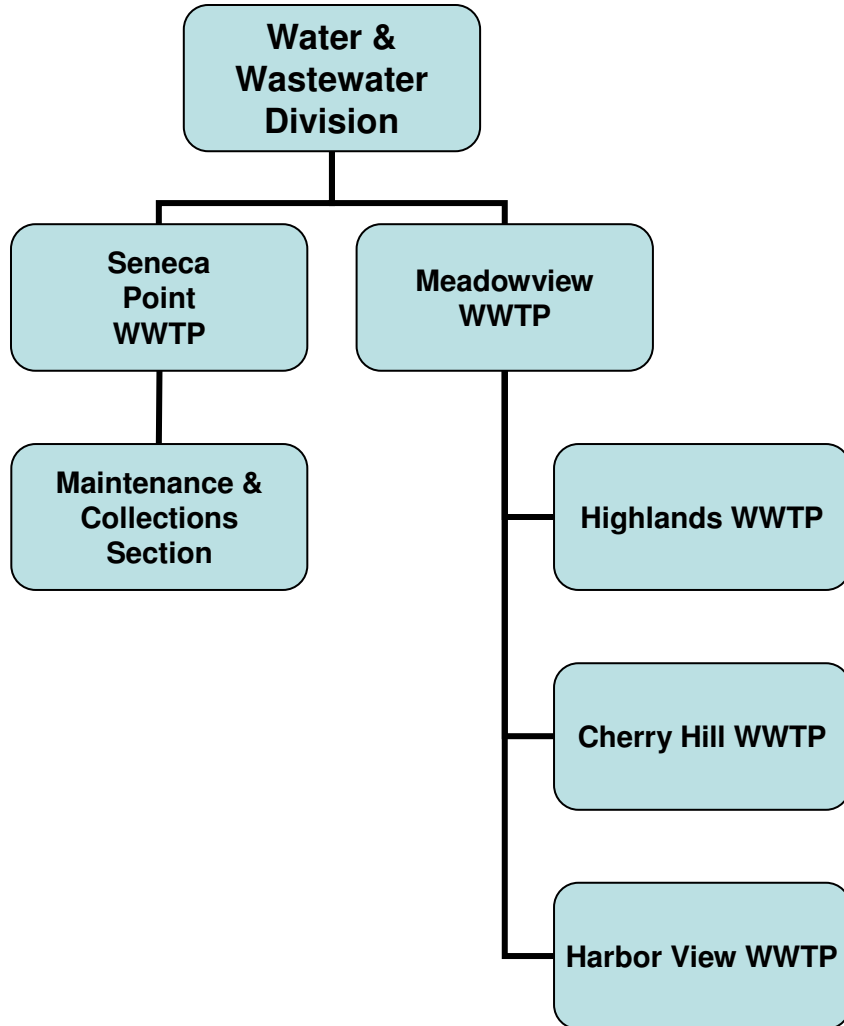 Water &
Wastewater
Division
Seneca
Point
WWTP
Meadowview
WWTP
Maintenance &
Collections
Section
Highlands WWTP
Cherry Hill WWTP
Harbor View WWTP